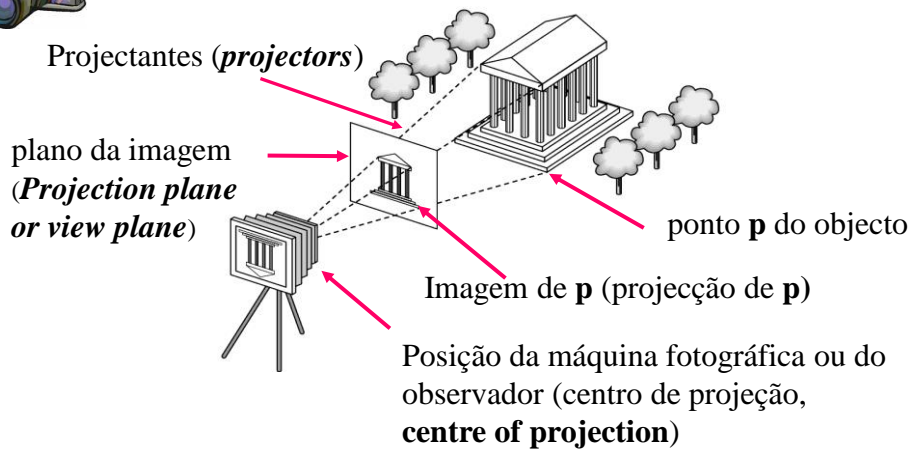 Projectantes (projectors)
plano da imagem
(Projection plane
or view plane)
ponto p do objecto
Imagem de p (projecção de p)
Posição da máquina fotográfica ou do
observador (centro de projeção,
centre of projection)